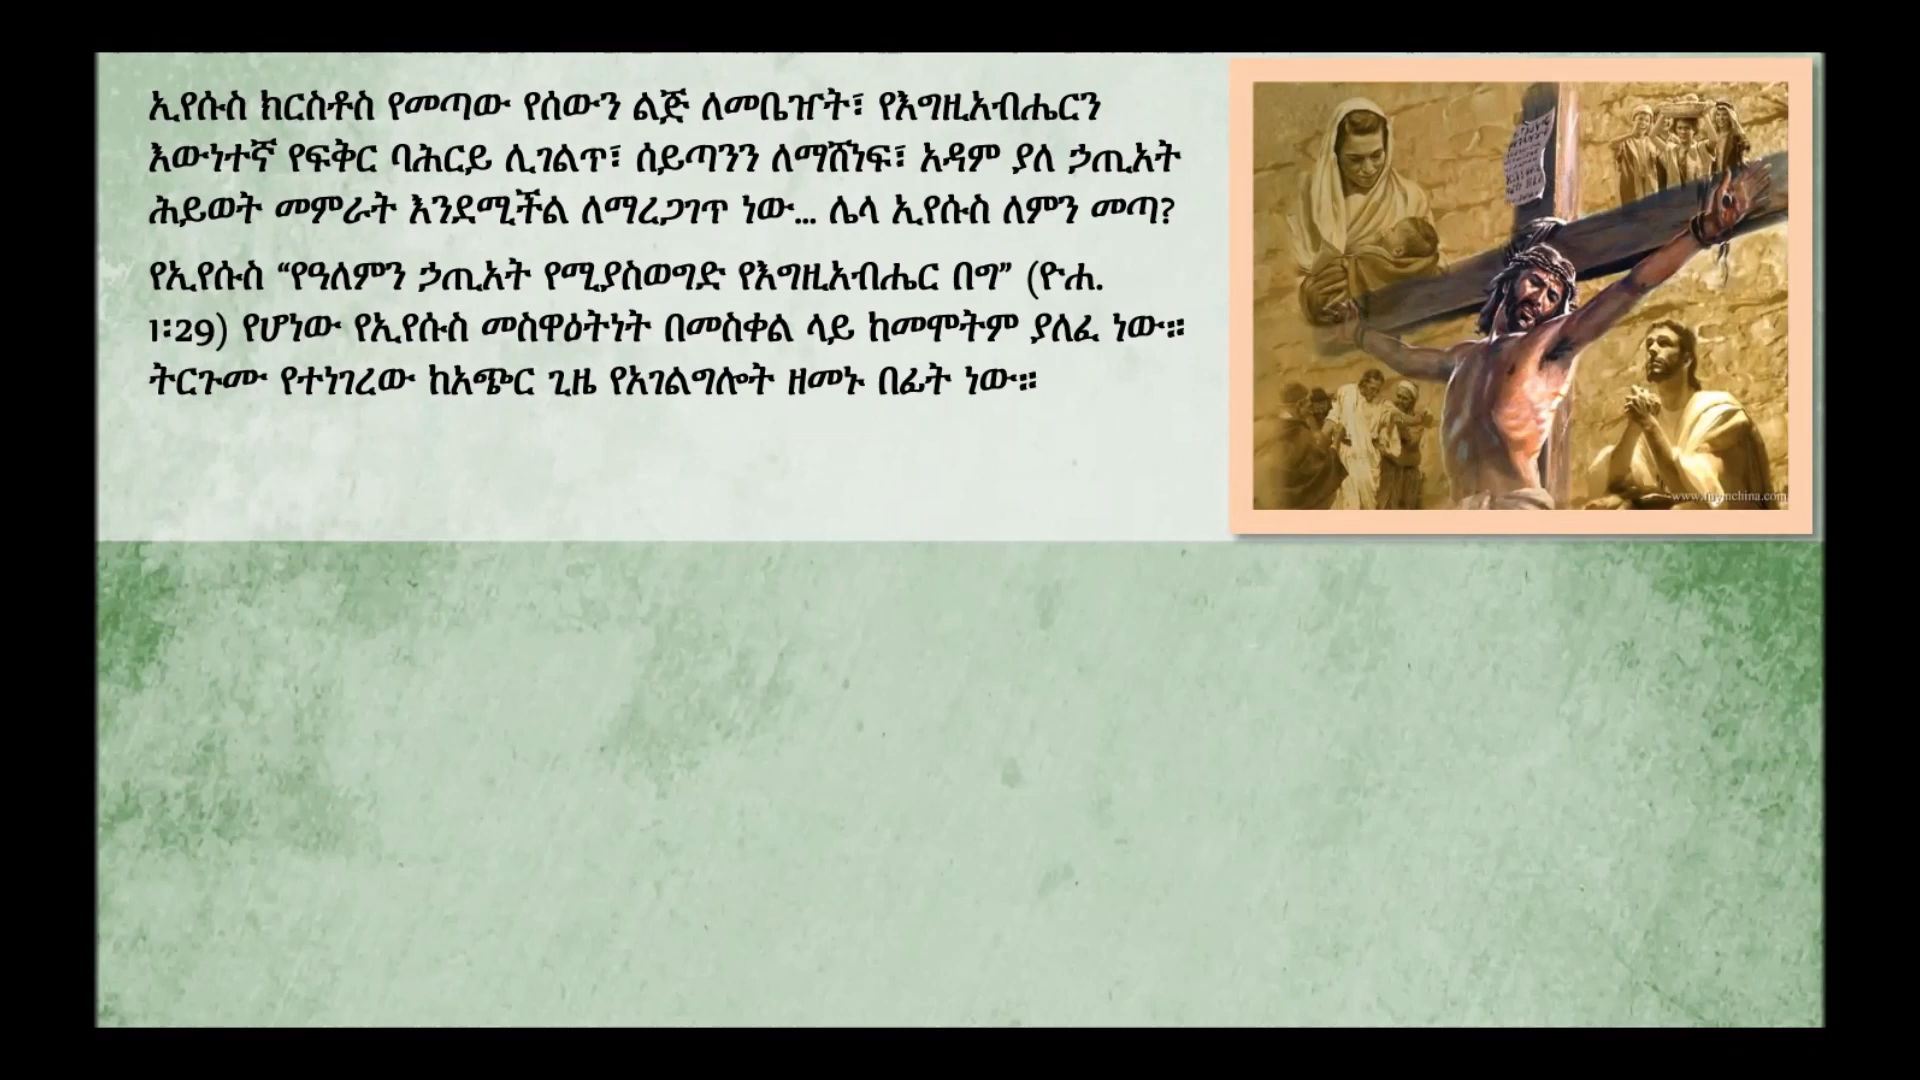 ኢየሱስ ክርስቶስ የመጣው የሰውን ልጅ ለመቤዠት፣ የእግዚአብሔርን
እውነተኛ የፍቅር ባሕርይ ሊገልጥ፣ ሰይጣንን ለማሸነፍ፣ አዳም ያለ ኃጢአት
ሕይወት መምራት እንደሚችል ለማረጋገጥ ነው... ሌላ ኢየሱስ ለምን መጣ?
የኢየሱስ “የዓለምን ኃጢአት የሚያስወግድ የእግዚአብሔር በግ” (ዮሐ.
1፡29) የሆነው የኢየሱስ መስዋዕትነት በመስቀል ላይ ከመሞትም ያለፈ ነው።
ትርጉሙ የተነገረው ከአጭር ጊዜ የአገልግሎት ዘመኑ በፊት ነው።